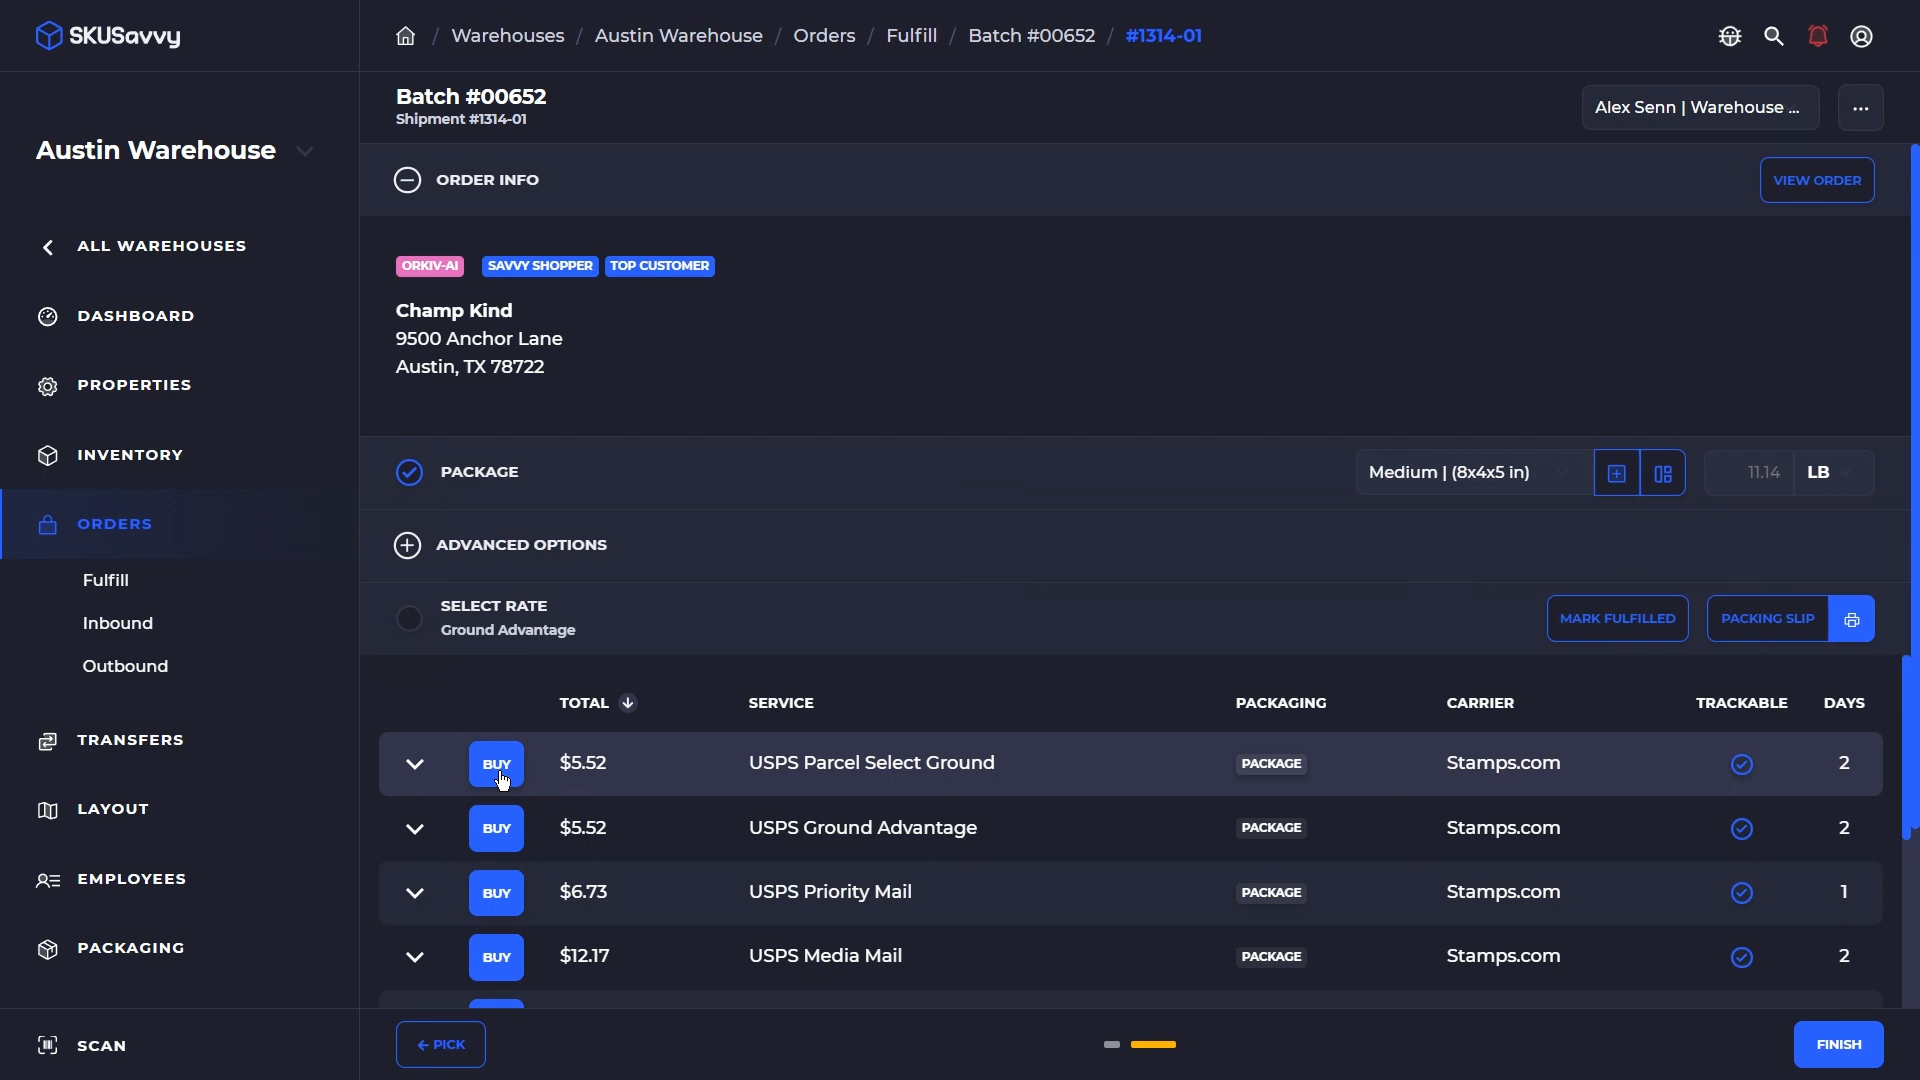 SKUSavvy
/ Warehouses / Austin Warehouse / Orders / Fulfill / Batch #00652 / #1314-01
Batch #00652
Shipment #1314-01
Alex Senn | Warehouse ...
...
Austin Warehouse
ALL WAREHOUSES
DASHBOARD
PROPERTIES
INVENTORY
ORDERS
Fulfill
Inbound
Outbound
TRANSFERS
LAYOUT
EMPLOYEES
PACKAGING
SCAN
ORDER INFO
VIEW ORDER
ORKIV-AI SAVVY SHOPPER TOP CUSTOMER
Champ Kind
9500 Anchor Lane
Austin, TX 78722
PACKAGE
Medium | (8x4x5 in)
11.14 LB
ADVANCED OPTIONS
SELECT RATE
Ground Advantage
MARK FULFILLED
PACKING SLIP
TOTAL SERVICE PACKAGING CARRIER TRACKABLE DAYS
BUY $5.52 USPS Parcel Select Ground PACKAGE Stamps.com 2
BUY $5.52 USPS Ground Advantage PACKAGE Stamps.com 2
BUY $6.73 USPS Priority Mail PACKAGE Stamps.com 1
BUY $12.17 USPS Media Mail PACKAGE Stamps.com 2
← PICK
FINISH